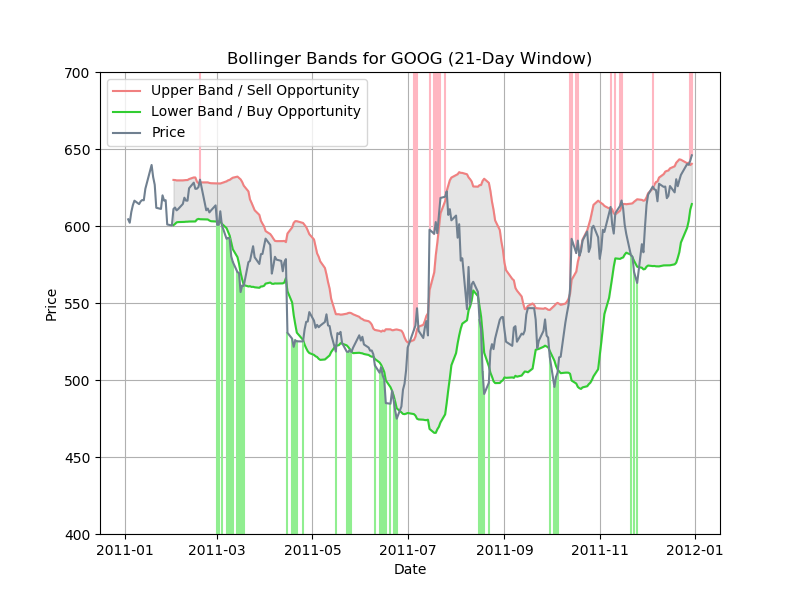 Bollinger Bands for GOOG (21-Day Window)
Upper Band / Sell Opportunity
Lower Band / Buy Opportunity
Price
700
650
600
550
500
450
400
Price
2011-01
2011-03
2011-05
2011-07
2011-09
2011-11
2012-01
Date